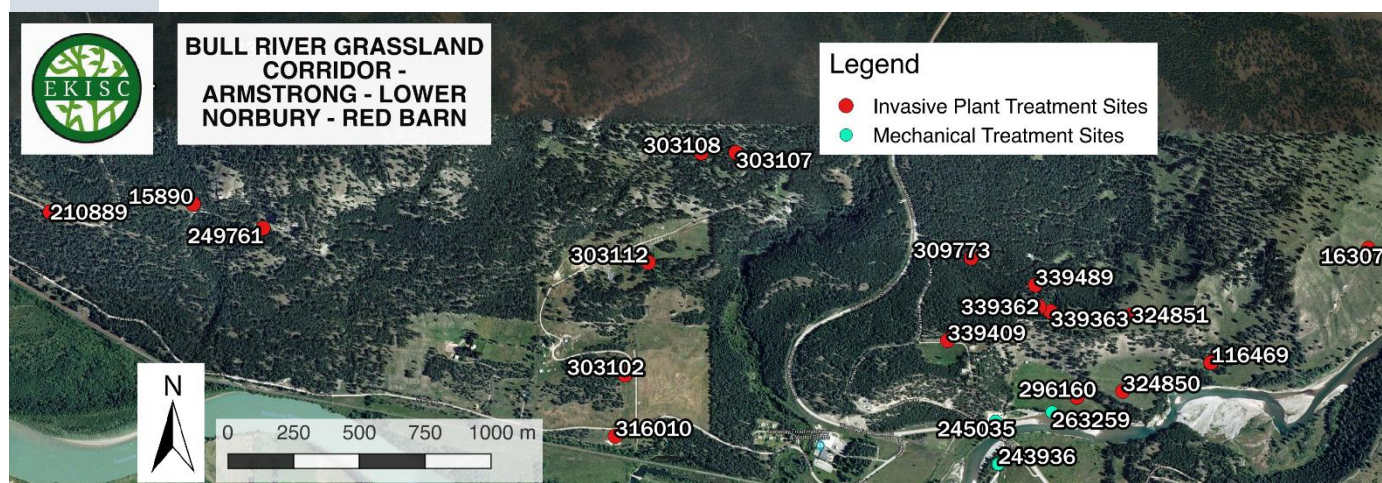 EKISC
BULL RIVER GRASSLAND
CORRIDOR -
ARMSTRONG - LOWER
NORBURY - RED BARN
Legend
Invasive Plant Treatment Sites
Mechanical Treatment Sites
303108
303107
15890
210889
249761
303112
309773
16307
339489
339362
339363
324851
339409
116469
303102
296160
324850
263259
245035
316010
243936
N
0 250 500 750 1000 m